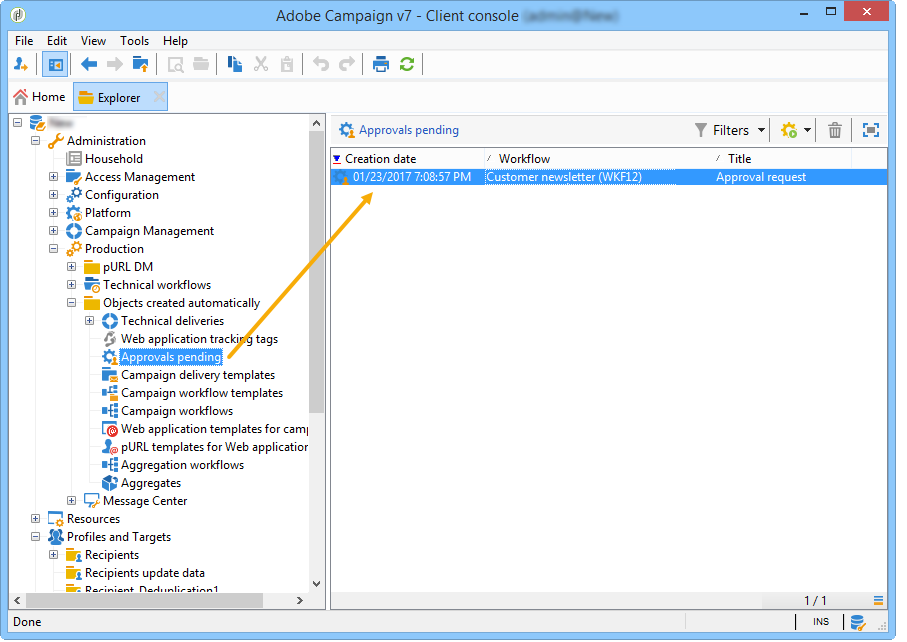 Adobe Campaign v7 - Client console
File Edit View Tools Help
Home Explorer
Administration
Household
Access Management
Configuration
Platform
Campaign Management
Production
pURL DM
Technical workflows
Objects created automatically
Technical deliveries
Web application tracking tags
Approvals pending
Campaign delivery templates
Campaign workflow templates
Campaign workflows
Web application templates for camp
pURL templates for Web application
Aggregation workflows
Aggregates
Message Center
Resources
Profiles and Targets
Recipients
Recipients update data
Recipient_Deduplication1
Approvals pending Filters
Creation date Workflow Title
01/23/2017 7:08:57 PM Customer newsletter (WKF12) Approval request
1 / 1
Done INS